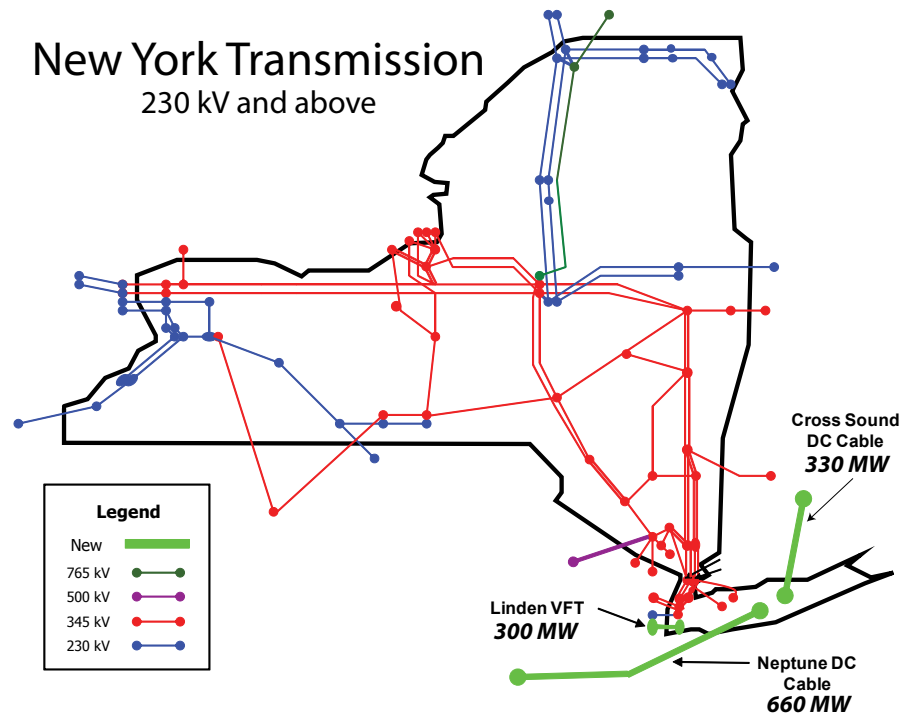 New York Transmission
230 kV and above
Cross Sound
DC Cable
330 MW
Legend
New
765 kV
500 kV
345 kV
230 kV
Linden VFT
300 MW
Neptune DC
Cable
660 MW